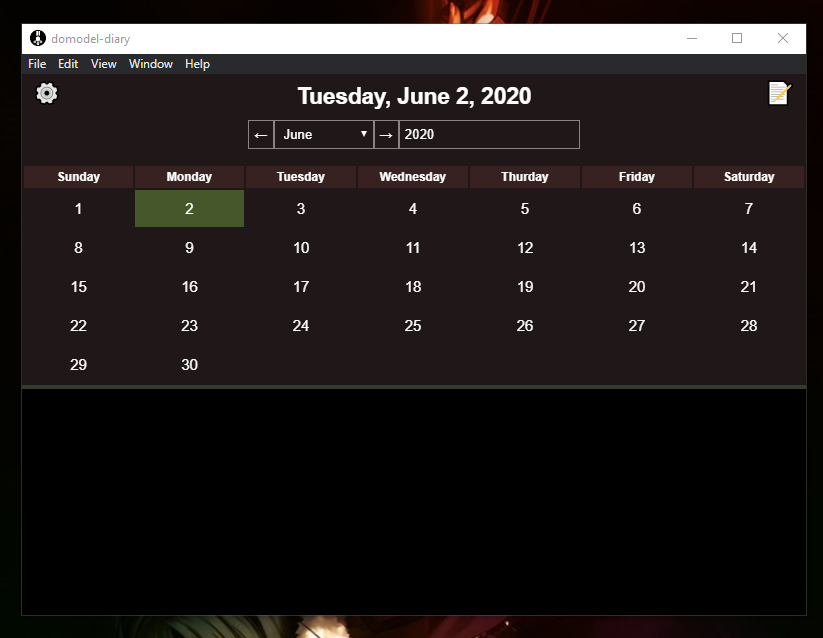 domodel-diary
File Edit View Window Help
Tuesday, June 2, 2020
← June ▼ → 2020
Sunday Monday Tuesday Wednesday Thurday Friday Saturday
1 2 3 4 5 6 7
8 9 10 11 12 13 14
15 16 17 18 19 20 21
22 23 24 25 26 27 28
29 30